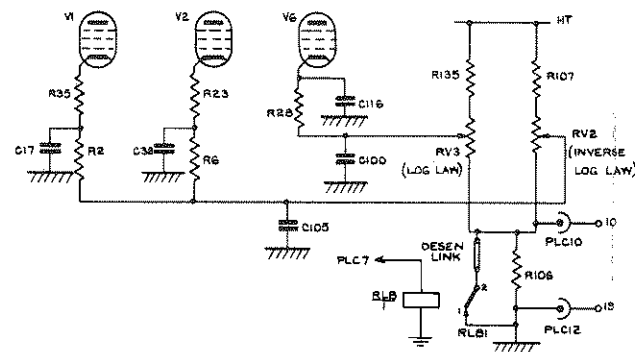 V1
V2
V6
HT
R35
R23
R28
C116
R135
R107
C17
R2
C38
R6
C100
RV3
(LOG LAW)
RV2
(INVERSE
LOG LAW)
C105
DESEN
LINK
PLC10
10
PLC7
RLB
2
1
RLB1
R106
PLC12